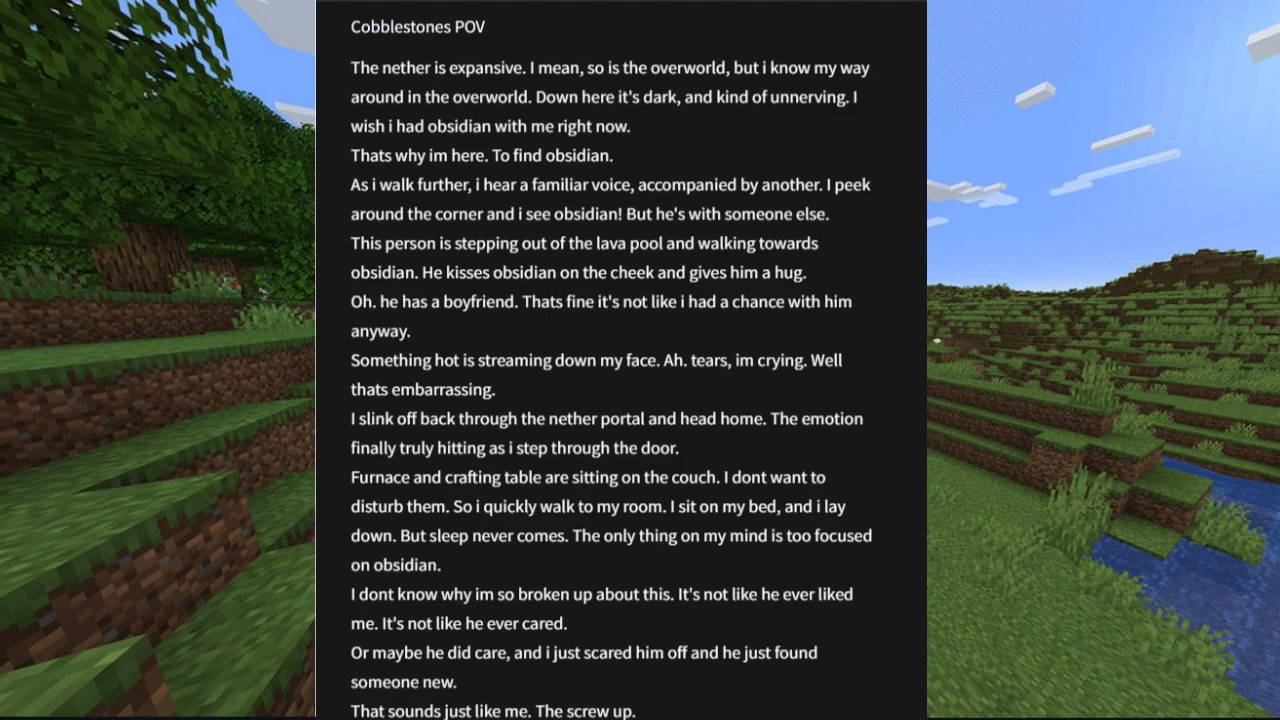 Cobblestones POV
The nether is expansive. I mean, so is the overworld, but i know my way
around in the overworld. Down here it's dark, and kind of unnerving. I
wish i had obsidian with me right now.
Thats why im here. To find obsidian.
As i walk further, i hear a familiar voice, accompanied by another. I peek
around the corner and i see obsidian! But he's with someone else.
This person is stepping out of the lava pool and walking towards
obsidian. He kisses obsidian on the cheek and gives him a hug.
Oh. he has a boyfriend. Thats fine it's not like i had a chance with him
anyway.
Something hot is streaming down my face. Ah. tears, im crying. Well
thats embarrassing.
I slink off back through the nether portal and head home. The emotion
finally truly hitting as i step through the door.
Furnace and crafting table are sitting on the couch. I dont want to
disturb them. So i quickly walk to my room. I sit on my bed, and i lay
down. But sleep never comes. The only thing on my mind is too focused
on obsidian.
I dont know why im so broken up about this. It's not like he ever liked
me. It's not like he ever cared.
Or maybe he did care, and i just scared him off and he just found
someone new.
That sounds just like me. The screw up.